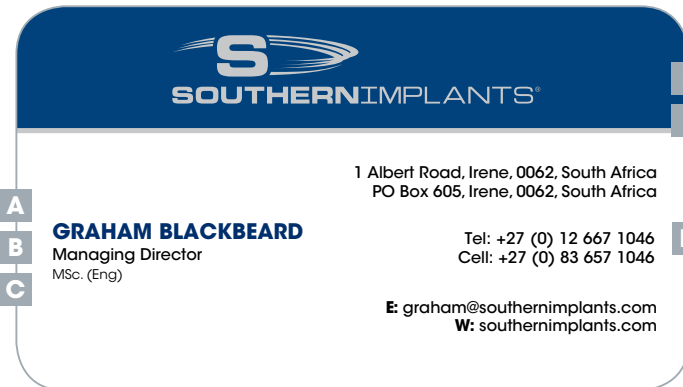 S
SOUTHERNIMPLANTS®
1 Albert Road, Irene, 0062, South Africa
PO Box 605, Irene, 0062, South Africa
A
GRAHAM BLACKBEARD
B
Managing Director
MSc. (Eng)
C
Tel: +27 (0) 12 667 1046
Cell: +27 (0) 83 657 1046
E: graham@southernimplants.com
W: southernimplants.com